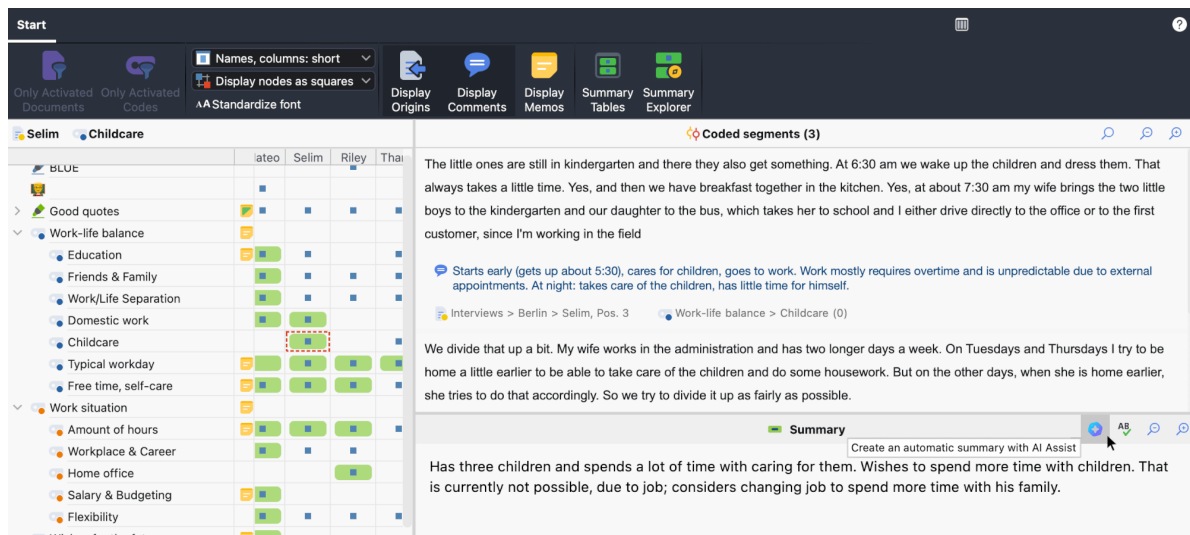 Start
?
Names, columns: short
Display nodes as squares
AA Standardize font
Only Activated Documents
Only Activated Codes
Display Origins
Display Comments
Display Memos
Summary Tables
Summary Explorer
Selim Childcare
Coded segments (3)
ateo Selim Riley Thar
BLUE
Good quotes
Work-life balance
Education
Friends & Family
Work/Life Separation
Domestic work
Childcare
Typical workday
Free time, self-care
Work situation
Amount of hours
Workplace & Career
Home office
Salary & Budgeting
Flexibility
The little ones are still in kindergarten and there they also get something. At 6:30 am we wake up the children and dress them. That
always takes a little time. Yes, and then we have breakfast together in the kitchen. Yes, at about 7:30 am my wife brings the two little
boys to the kindergarten and our daughter to the bus, which takes her to school and I either drive directly to the office or to the first
customer, since I'm working in the field
Starts early (gets up about 5:30), cares for children, goes to work. Work mostly requires overtime and is unpredictable due to external
appointments. At night: takes care of the children, has little time for himself.
Interviews > Berlin > Selim, Pos. 3 Work-life balance > Childcare (0)
We divide that up a bit. My wife works in the administration and has two longer days a week. On Tuesdays and Thursdays I try to be
home a little earlier to be able to take care of the children and do some housework. But on the other days, when she is home earlier,
she tries to do that accordingly. So we try to divide it up as fairly as possible.
Summary
AB
Create an automatic summary with AI Assist
Has three children and spends a lot of time with caring for them. Wishes to spend more time with children. That
is currently not possible, due to job; considers changing job to spend more time with his family.